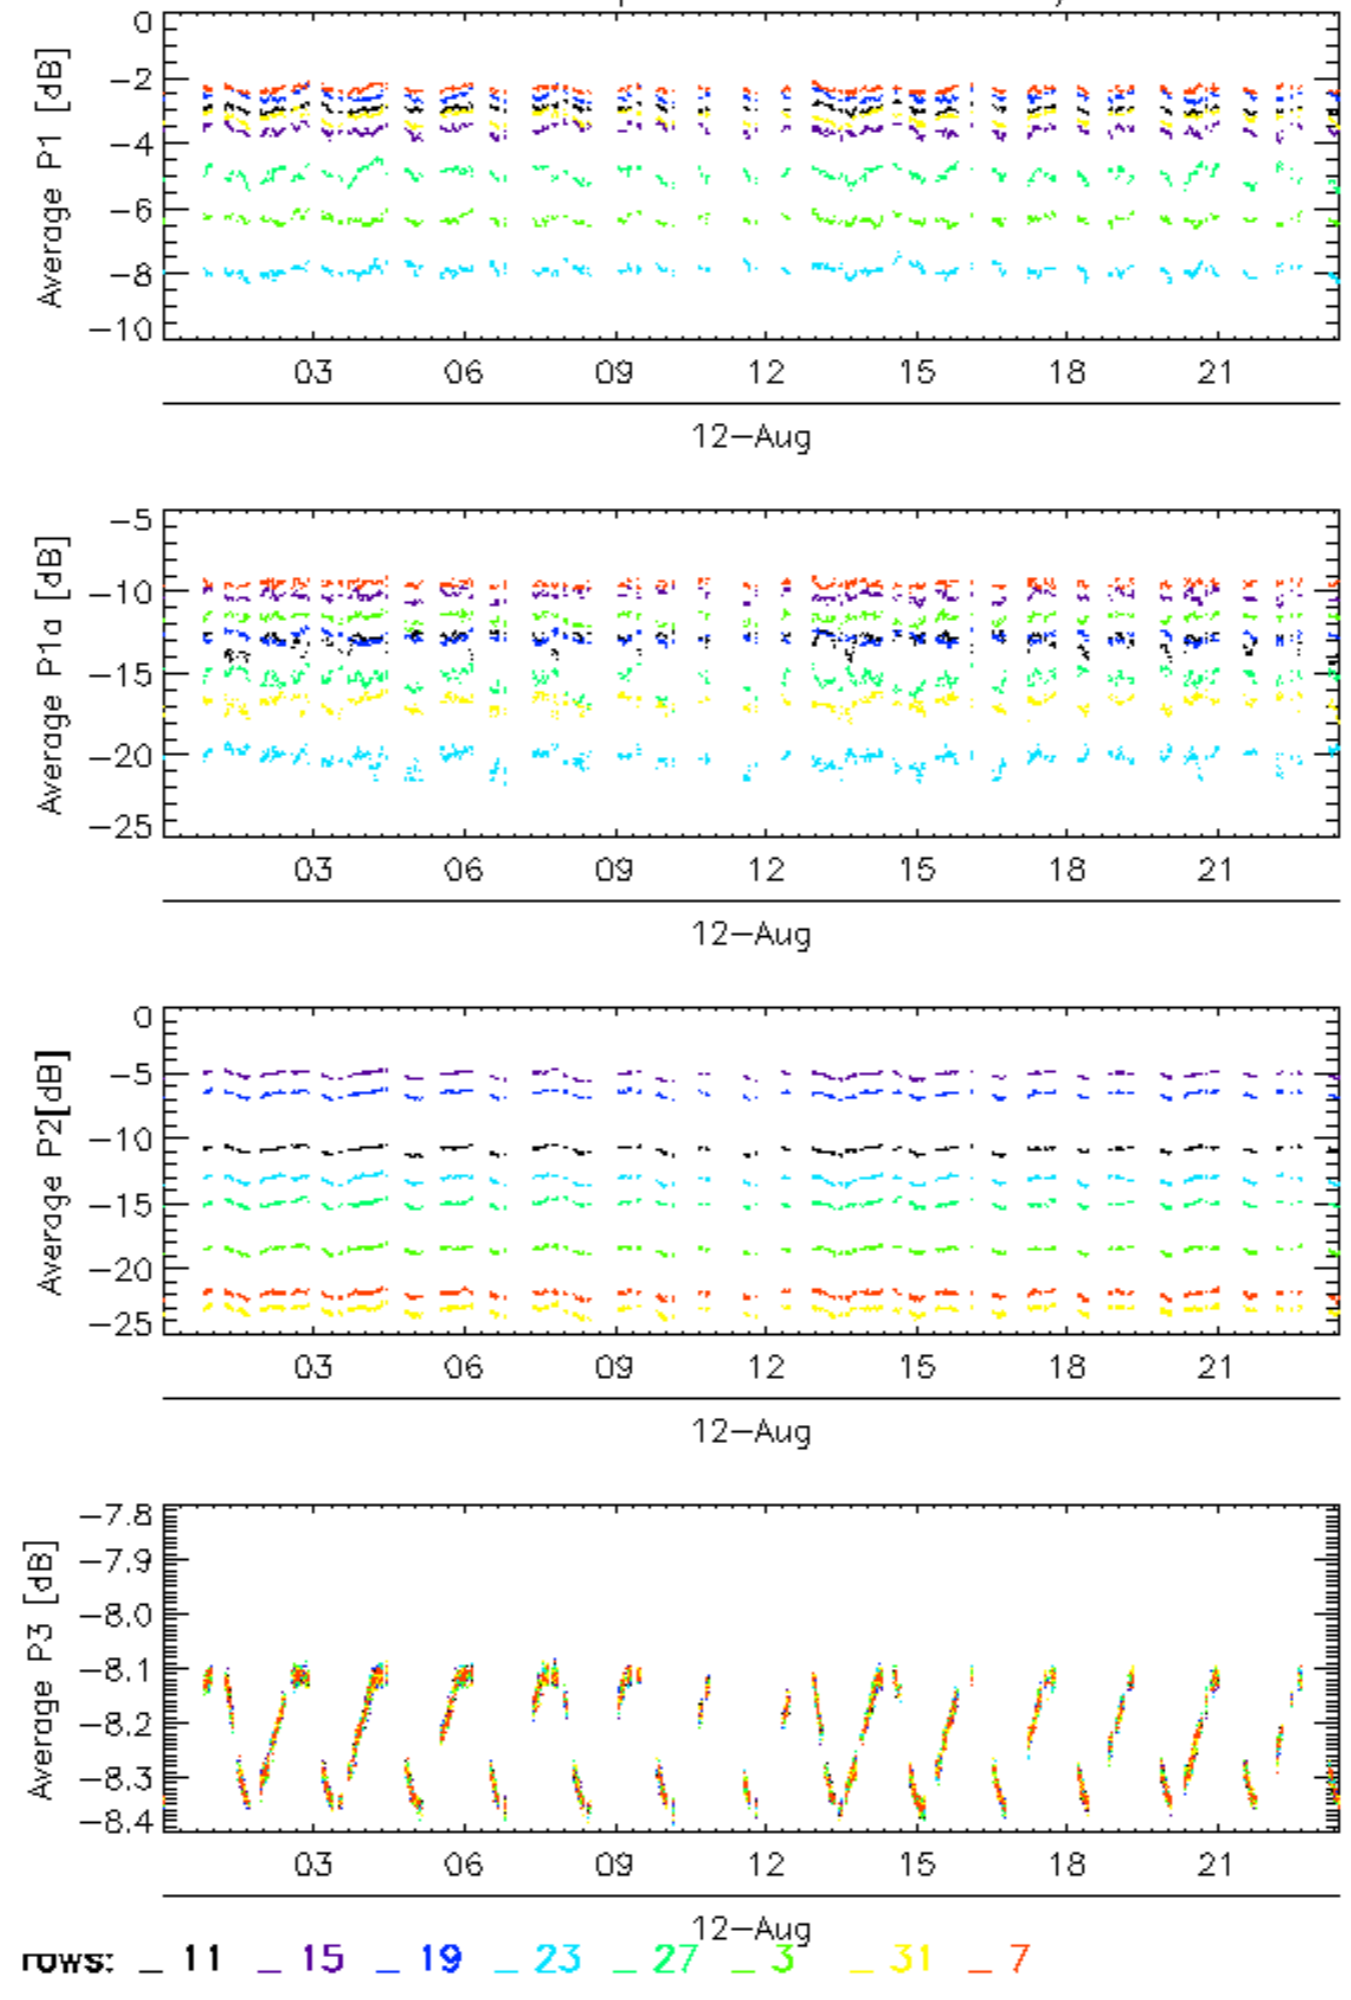 0
−2
−4
−6
−8
−10
Average P1 [dB]
03 06 09 12 15 18 21
12−Aug
−5
−10
−15
−20
−25
Average P1a [dB]
03 06 09 12 15 18 21
12−Aug
0
−5
−10
−15
−20
−25
Average P2[dB]
03 06 09 12 15 18 21
12−Aug
−7.8
−7.9
−8.0
−8.1
−8.2
−8.3
−8.4
Average P3 [dB]
03 06 09 12 15 18 21
12−Aug
rows: _ 11 _ 15 _ 19 _ 23 _ 27 _ 3 _ 31 _ 7